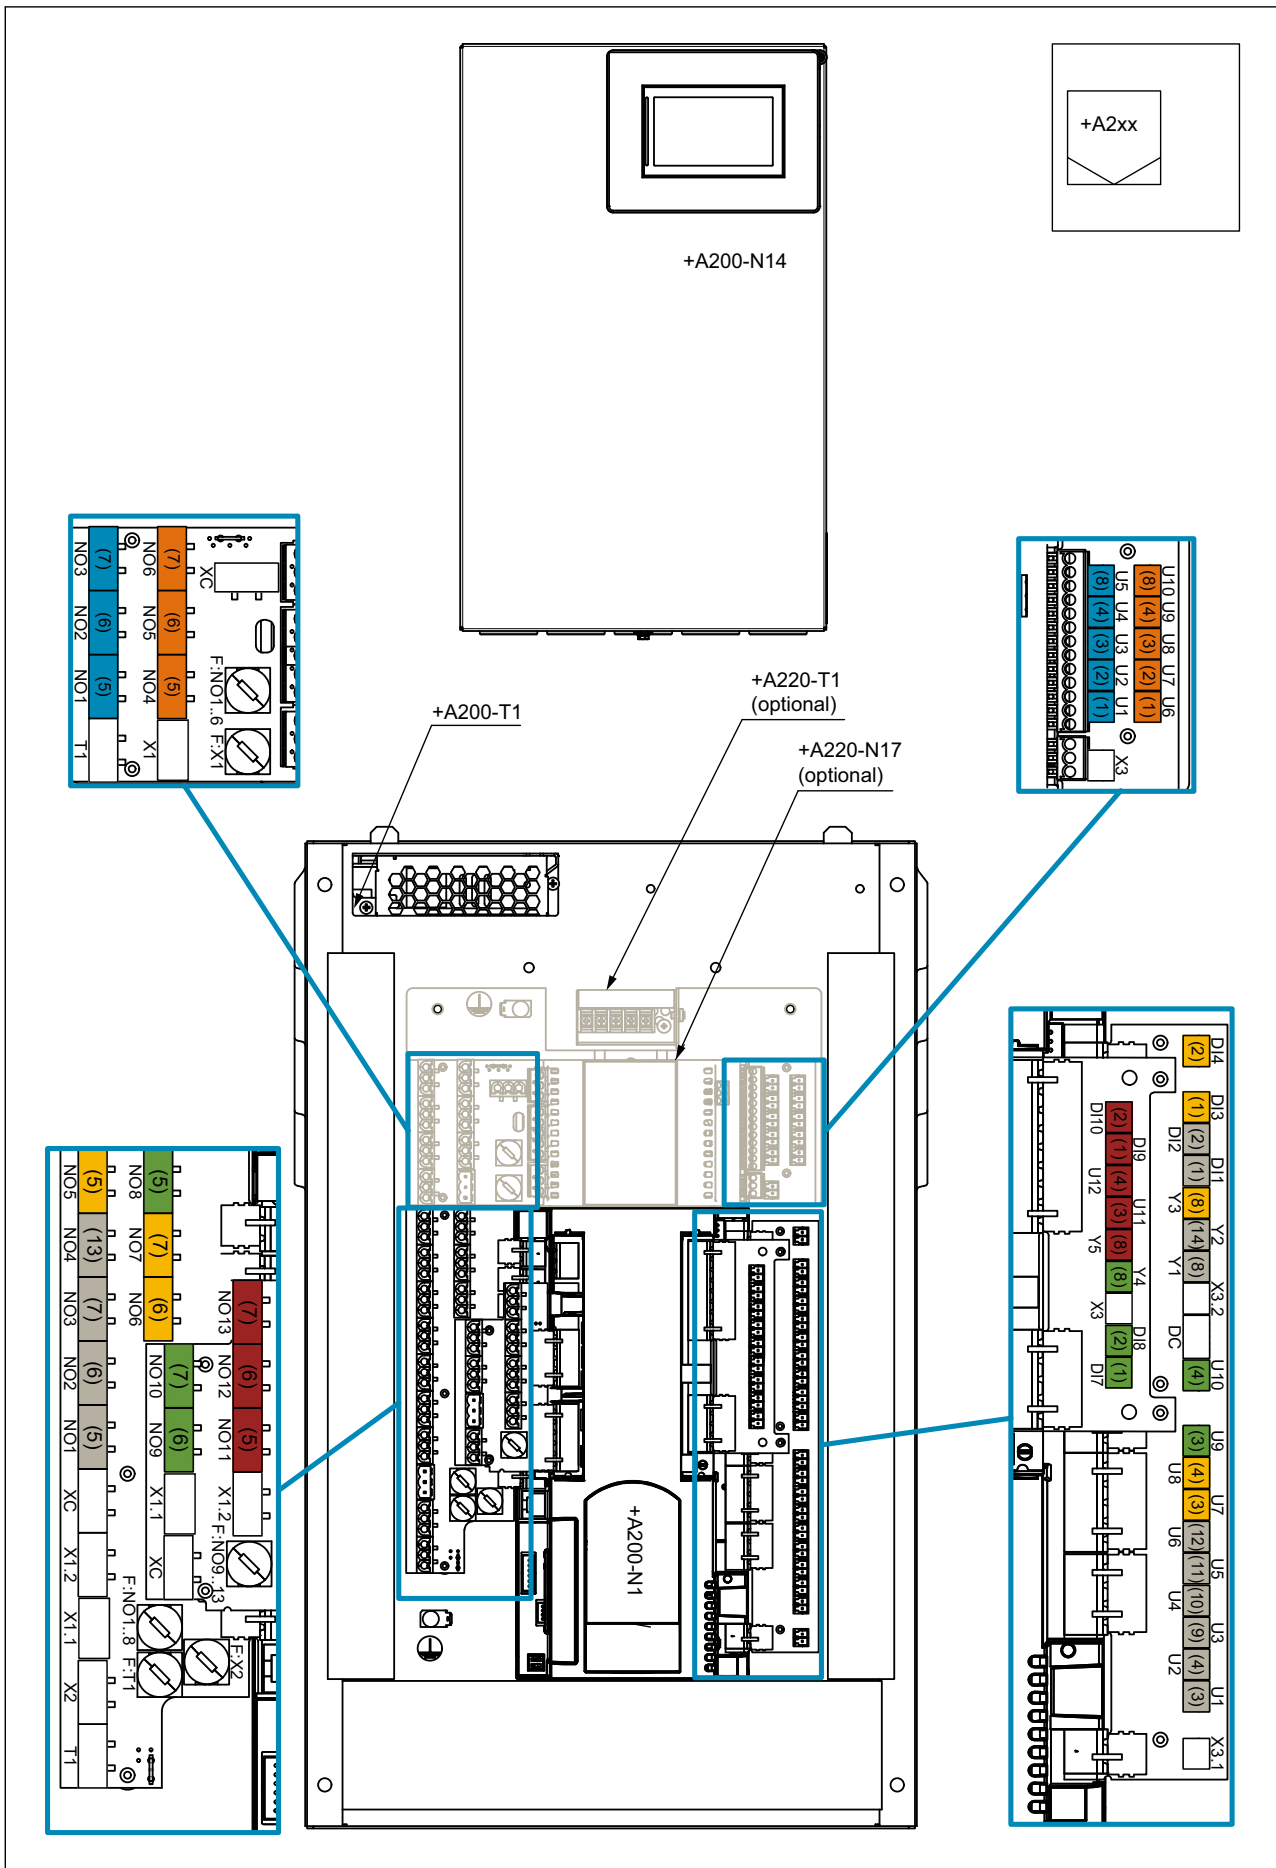 +A2xx
+A200-N14
+A200-T1
+A220-T1
(optional)
+A220-N17
(optional)
+A200-N1
NO3
(7)
NO2
(6)
NO1
(5)
T1
NO6
(7)
NO5
(6)
NO4
(5)
X1
XC
F:NO1..6
F:X1
U5
(8)
U4
(4)
U3
(3)
U2
(2)
U1
(1)
U10
(8)
U9
(4)
U8
(3)
U7
(2)
U6
(1)
X3
NO5
(5)
NO4
(13)
NO3
(7)
NO2
(6)
NO1
(5)
XC
X1.2
X1.1
X2
T1
NO8
(5)
NO7
(7)
NO6
(6)
NO10
(7)
NO9
(6)
X1.1
XC
NO13
(7)
NO12
(6)
NO11
(5)
X1.2
F:NO9..13
F:NO1..8
F:T1
F:X2
DI10
(2)
DI9
(1)
U12
(4)
U11
(3)
Y5
(8)
Y4
(8)
X3
DI8
(2)
DI7
(1)
DI4
(2)
DI3
(1)
DI2
(2)
DI1
(1)
Y3
(8)
Y2
(14)
Y1
(8)
X3.2
DC
U10
(4)
U9
(3)
U8
(4)
U7
(3)
U6
(12)
U5
(11)
U4
(10)
U3
(9)
U2
(4)
U1
(3)
X3.1